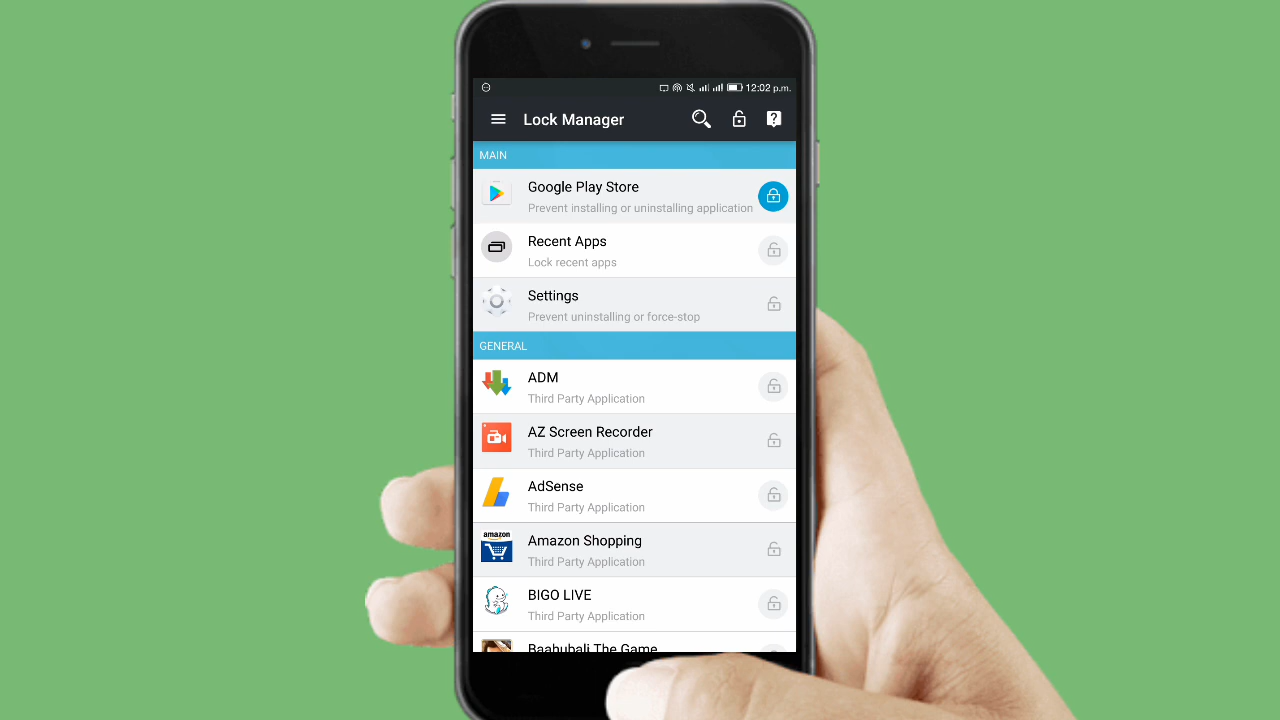 12:02 p.m.
Lock Manager
MAIN
Google Play Store
Prevent installing or uninstalling application
Recent Apps
Lock recent apps
Settings
Prevent uninstalling or force-stop
GENERAL
ADM
Third Party Application
AZ Screen Recorder
Third Party Application
AdSense
Third Party Application
amazon
Amazon Shopping
Third Party Application
BIGO LIVE
Third Party Application
Baahubali The Game